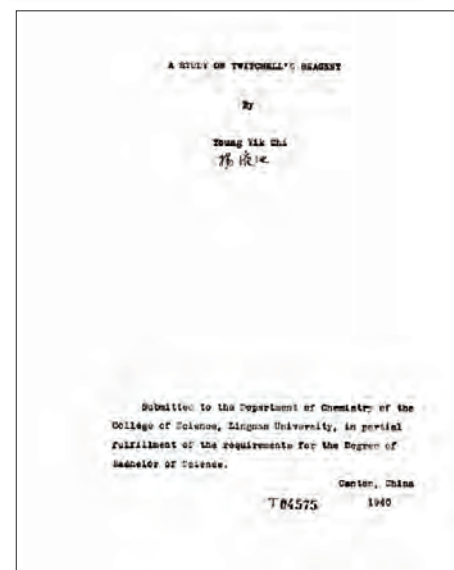 A STUDY ON TWITCHELL'S REAGENT
By
Young Yik Chi
楊液池
Submitted to the Department of Chemistry of the
College of Science, Lingnan University, in partial
fulfillment of the requirements for the Degree of
Bachelor of Science.
Canton, China
T04575 1940